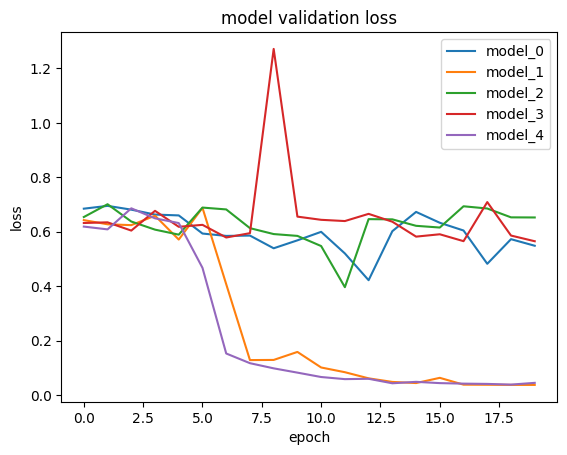 model validation loss
loss
1.2
1.0
0.8
0.6
0.4
0.2
0.0
model_0
model_1
model_2
model_3
model_4
0.0 2.5 5.0 7.5 10.0 12.5 15.0 17.5
epoch